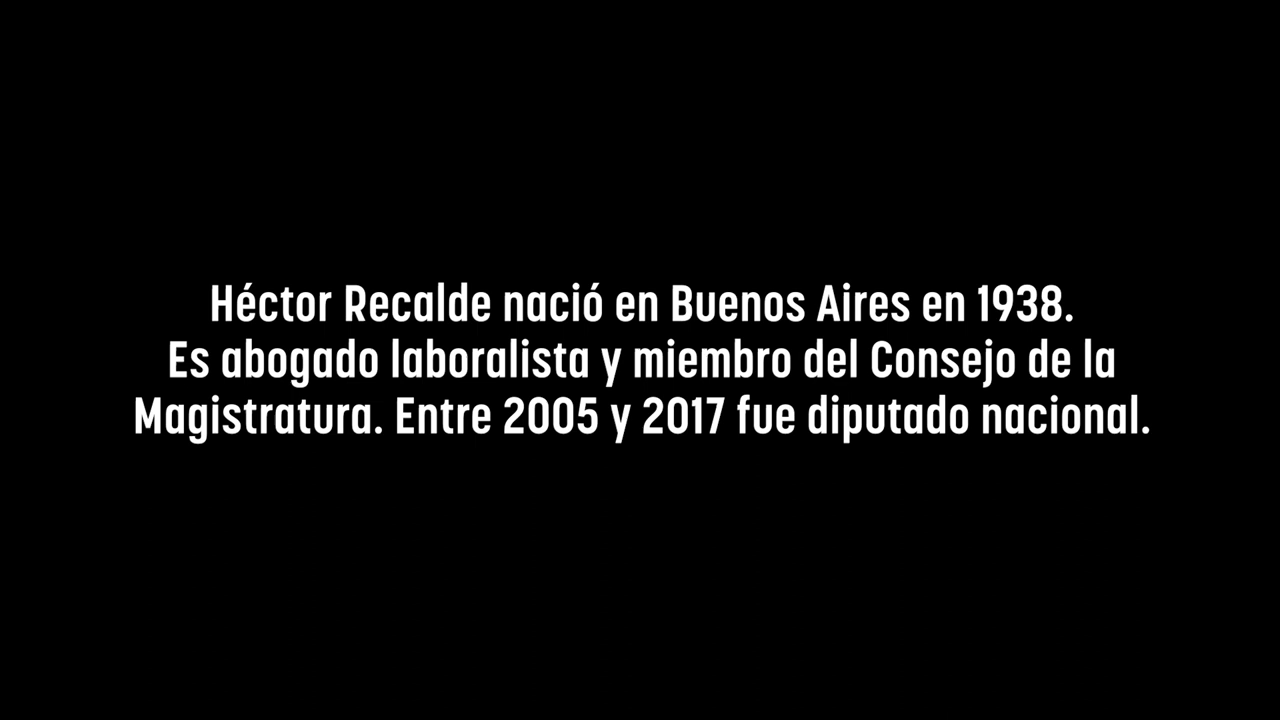 Héctor Recalde nació en Buenos Aires en 1938.
Es abogado laboralista y miembro del Consejo de la
Magistratura. Entre 2005 y 2017 fue diputado nacional.